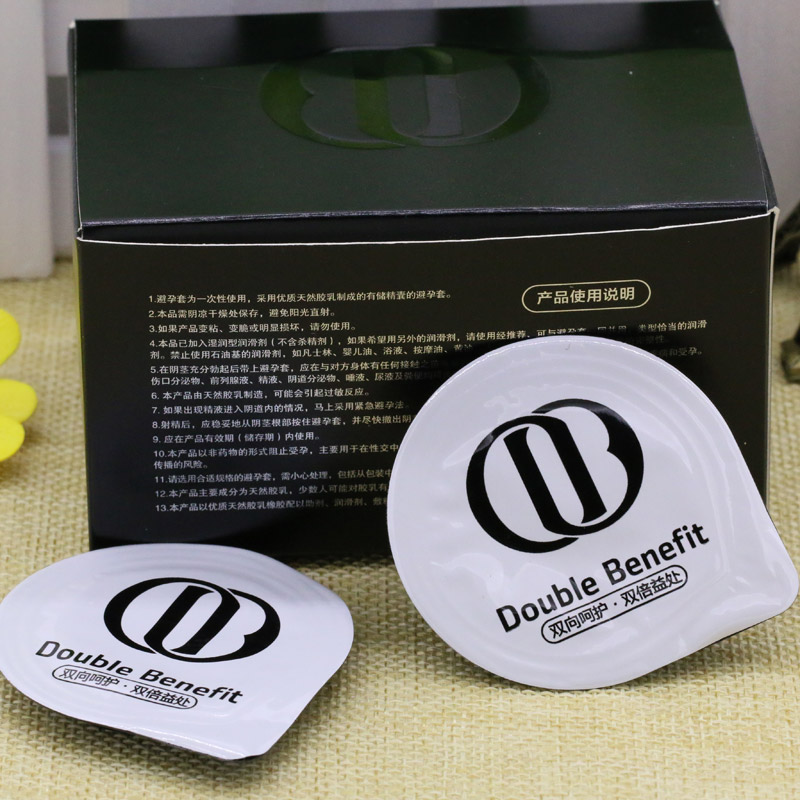 产品使用说明
1.避孕套为一次性使用，采用优质天然胶乳制成的有储精囊的避孕套。
2.本品需阴凉干燥处保存，避免阳光直射。
3.如果产品变粘、变脆或明显损坏，请勿使用。
4.本品已加入湿润型润滑剂（不含杀精剂），如果希望用另外的润滑剂，请使用经推荐、可与避孕套
类型恰当的润滑
剂。禁止使用石油基的润滑剂，如凡士林、婴儿油、浴液、按摩油、
5.在阴茎充分勃起后带上避孕套，应在与对方身体有任何接触之
病和受孕。
伤口分泌物、前列腺液、精液、阴道分泌物、唾液、尿液及粪便
6. 本产品由天然胶乳制造，可能会引起过敏反应。
7. 如果出现精液进入阴道内的情况，马上采用紧急避孕法。
8.射精后，应稳妥地从阴茎根部按住避孕套，并尽快撤出阴
9. 应在产品有效期（储存期）内使用。
10.本产品以非药物的形式阻止受孕，主要用于在性交中
传播的风险。
11.请选用合适规格的避孕套，需小心处理，包括从包装中
12.本产品主要成分为天然胶乳，少数人可能对胶乳有
13.本产品以优质天然胶乳橡胶配以助剂、润滑剂、
Double Benefit
双向呵护·双倍益处
Double Benefit
双向呵护·双倍益处